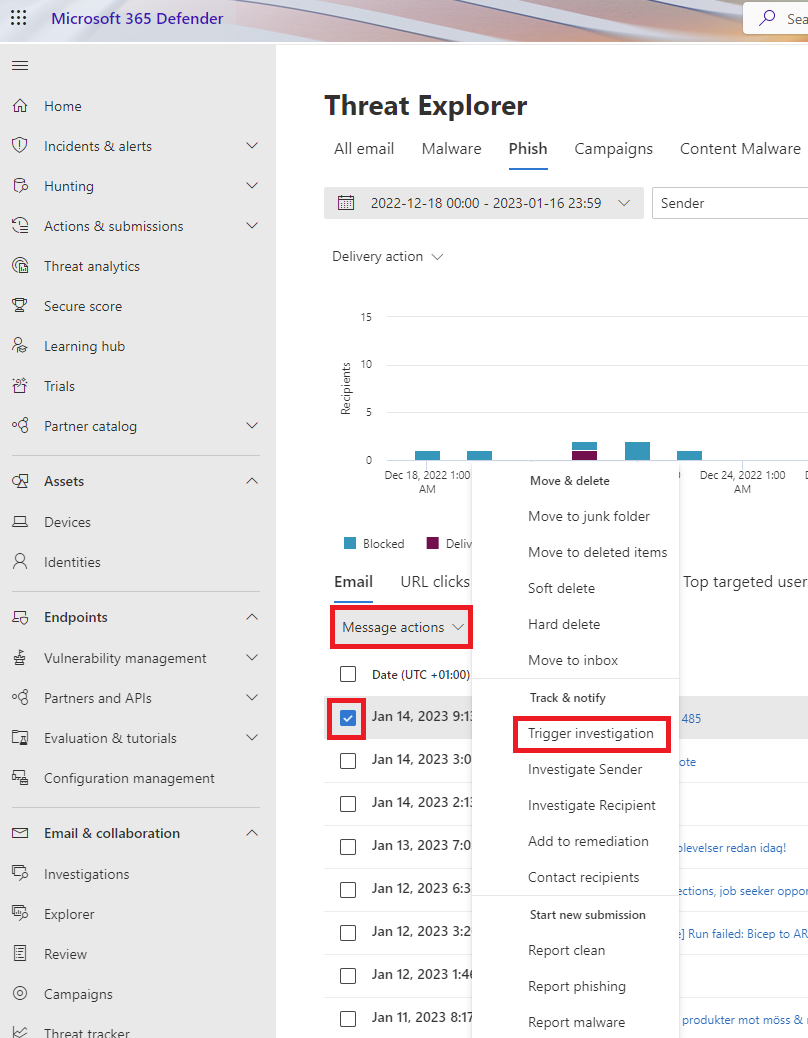 Microsoft 365 Defender
Sea
Home
Incidents & alerts
Hunting
Actions & submissions
Threat analytics
Secure score
Learning hub
Trials
Partner catalog
Assets
Devices
Identities
Endpoints
Vulnerability management
Partners and APIs
Evaluation & tutorials
Configuration management
Email & collaboration
Investigations
Explorer
Review
Campaigns
Threat tracker
Threat Explorer
All email Malware Phish Campaigns Content Malware
2022-12-18 00:00 - 2023-01-16 23:59 Sender
Delivery action
Recipients
15
10
5
0
Dec 18, 2022 1:00 AM
Dec 24, 2022 1:00 AM
Blocked Deliv
Email URL clicks Top targeted user
Message actions
Date (UTC +01:00)
Jan 14, 2023 9:13 485
Jan 14, 2023 3:0 ote
Jan 14, 2023 2:13
Jan 13, 2023 7:0 plevelser redan idag!
Jan 12, 2023 6:3 ections, job seeker oppor
Jan 12, 2023 3:2 e] Run failed: Bicep to AR
Jan 12, 2023 1:46
Jan 11, 2023 8:17 produkter mot möss &
Move & delete
Move to junk folder
Move to deleted items
Soft delete
Hard delete
Move to inbox
Track & notify
Trigger investigation
Investigate Sender
Investigate Recipient
Add to remediation
Contact recipients
Start new submission
Report clean
Report phishing
Report malware